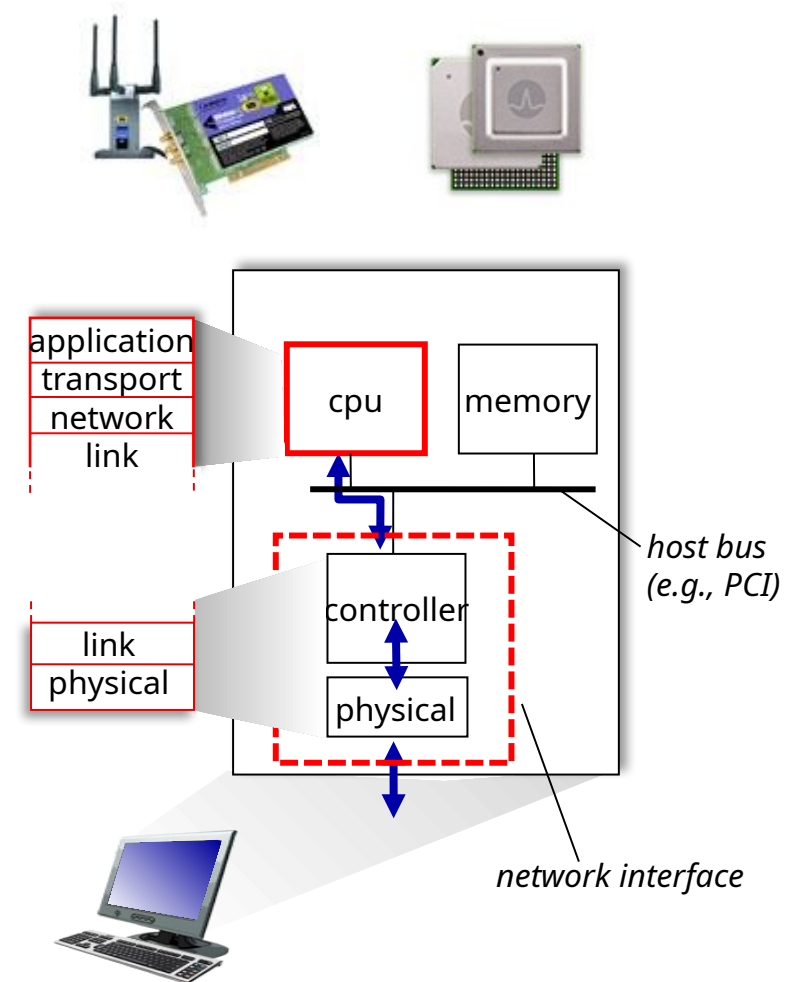 application
transport
network
link
cpu
memory
host bus
(e.g., PCI)
controller
link
physical
physical
network interface